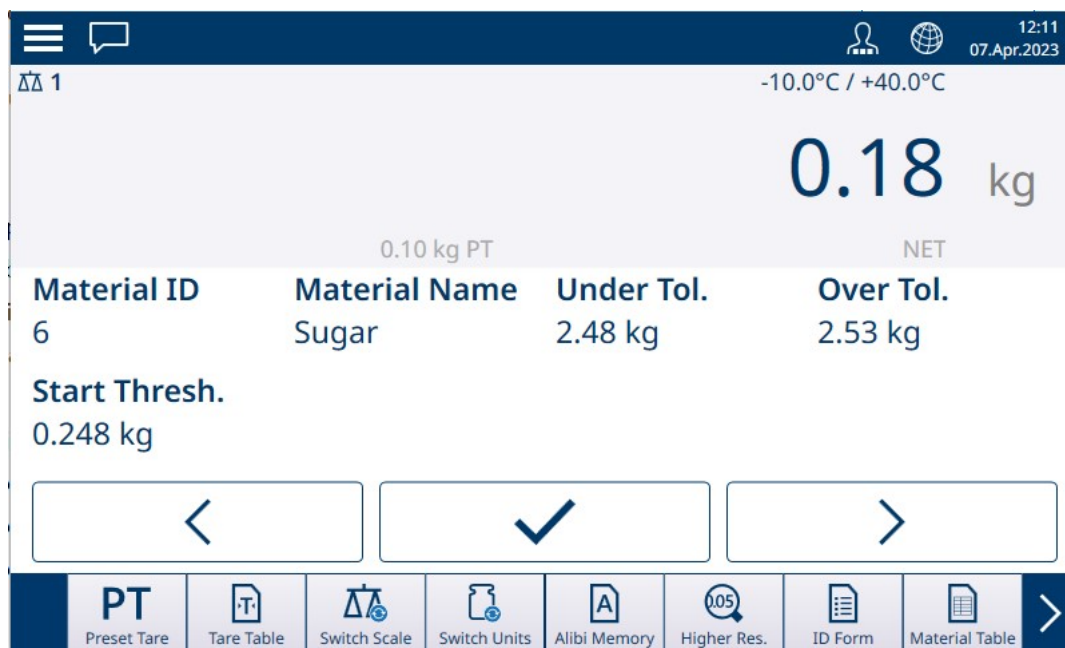 12:11
07.Apr.2023
1
-10.0°C / +40.0°C
0.18 kg
0.10 kg PT NET
Material ID Material Name Under Tol. Over Tol.
6 Sugar 2.48 kg 2.53 kg
Start Thresh.
0.248 kg
PT T A 0.05
Preset Tare Tare Table Switch Scale Switch Units Alibi Memory Higher Res. ID Form Material Table